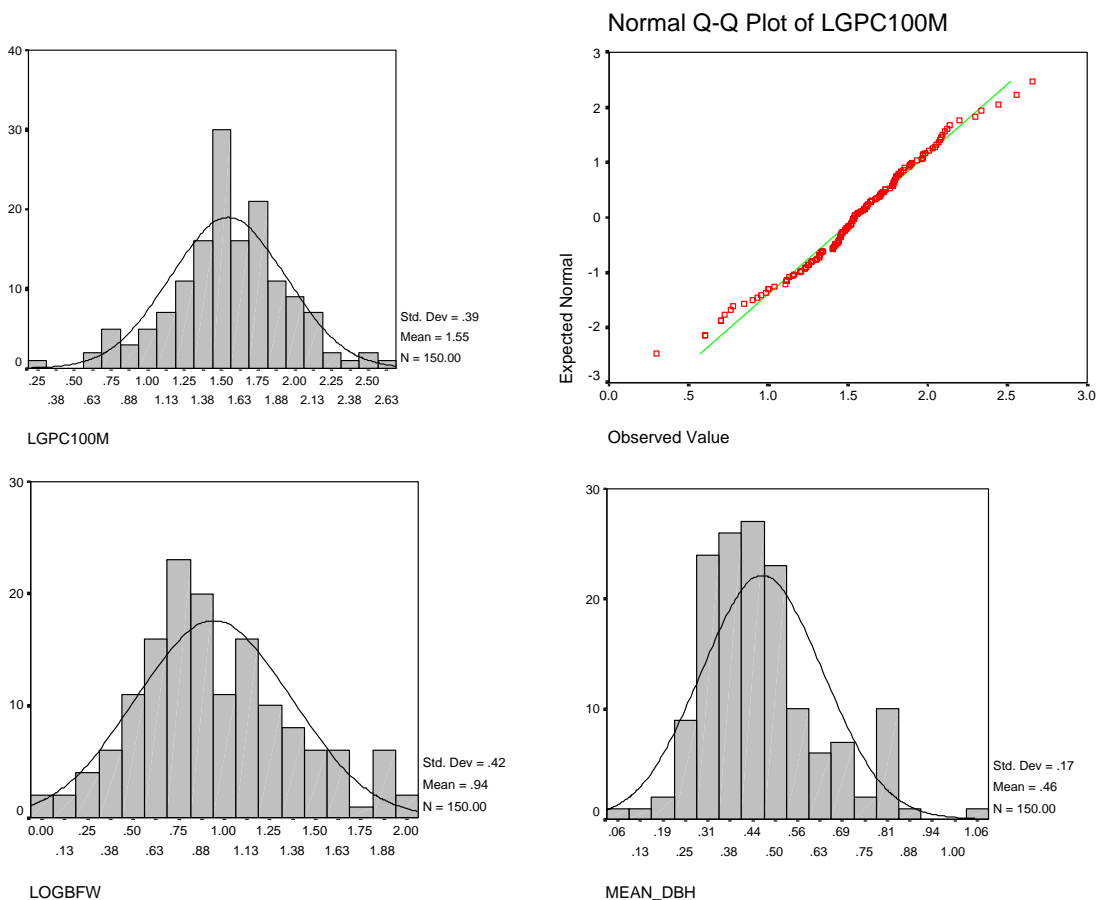 40
30
20
10
0
.25 .50 .75 1.00 1.25 1.50 1.75 2.00 2.25 2.50
.38 .63 .88 1.13 1.38 1.63 1.88 2.13 2.38 2.63
LGPC100M
Std. Dev = .39
Mean = 1.55
N = 150.00
Normal Q-Q Plot of LGPC100M
Expected Normal
3
2
1
0
-1
-2
-3
0.0 .5 1.0 1.5 2.0 2.5 3.0
Observed Value
30
20
10
0
0.00 .25 .50 .75 1.00 1.25 1.50 1.75 2.00
.13 .38 .63 .88 1.13 1.38 1.63 1.88
LOGBFW
Std. Dev = .42
Mean = .94
N = 150.00
30
20
10
0
.06 .19 .31 .44 .56 .69 .81 .94 1.06
.13 .25 .38 .50 .63 .75 .88 1.00
MEAN_DBH
Std. Dev = .17
Mean = .46
N = 150.00